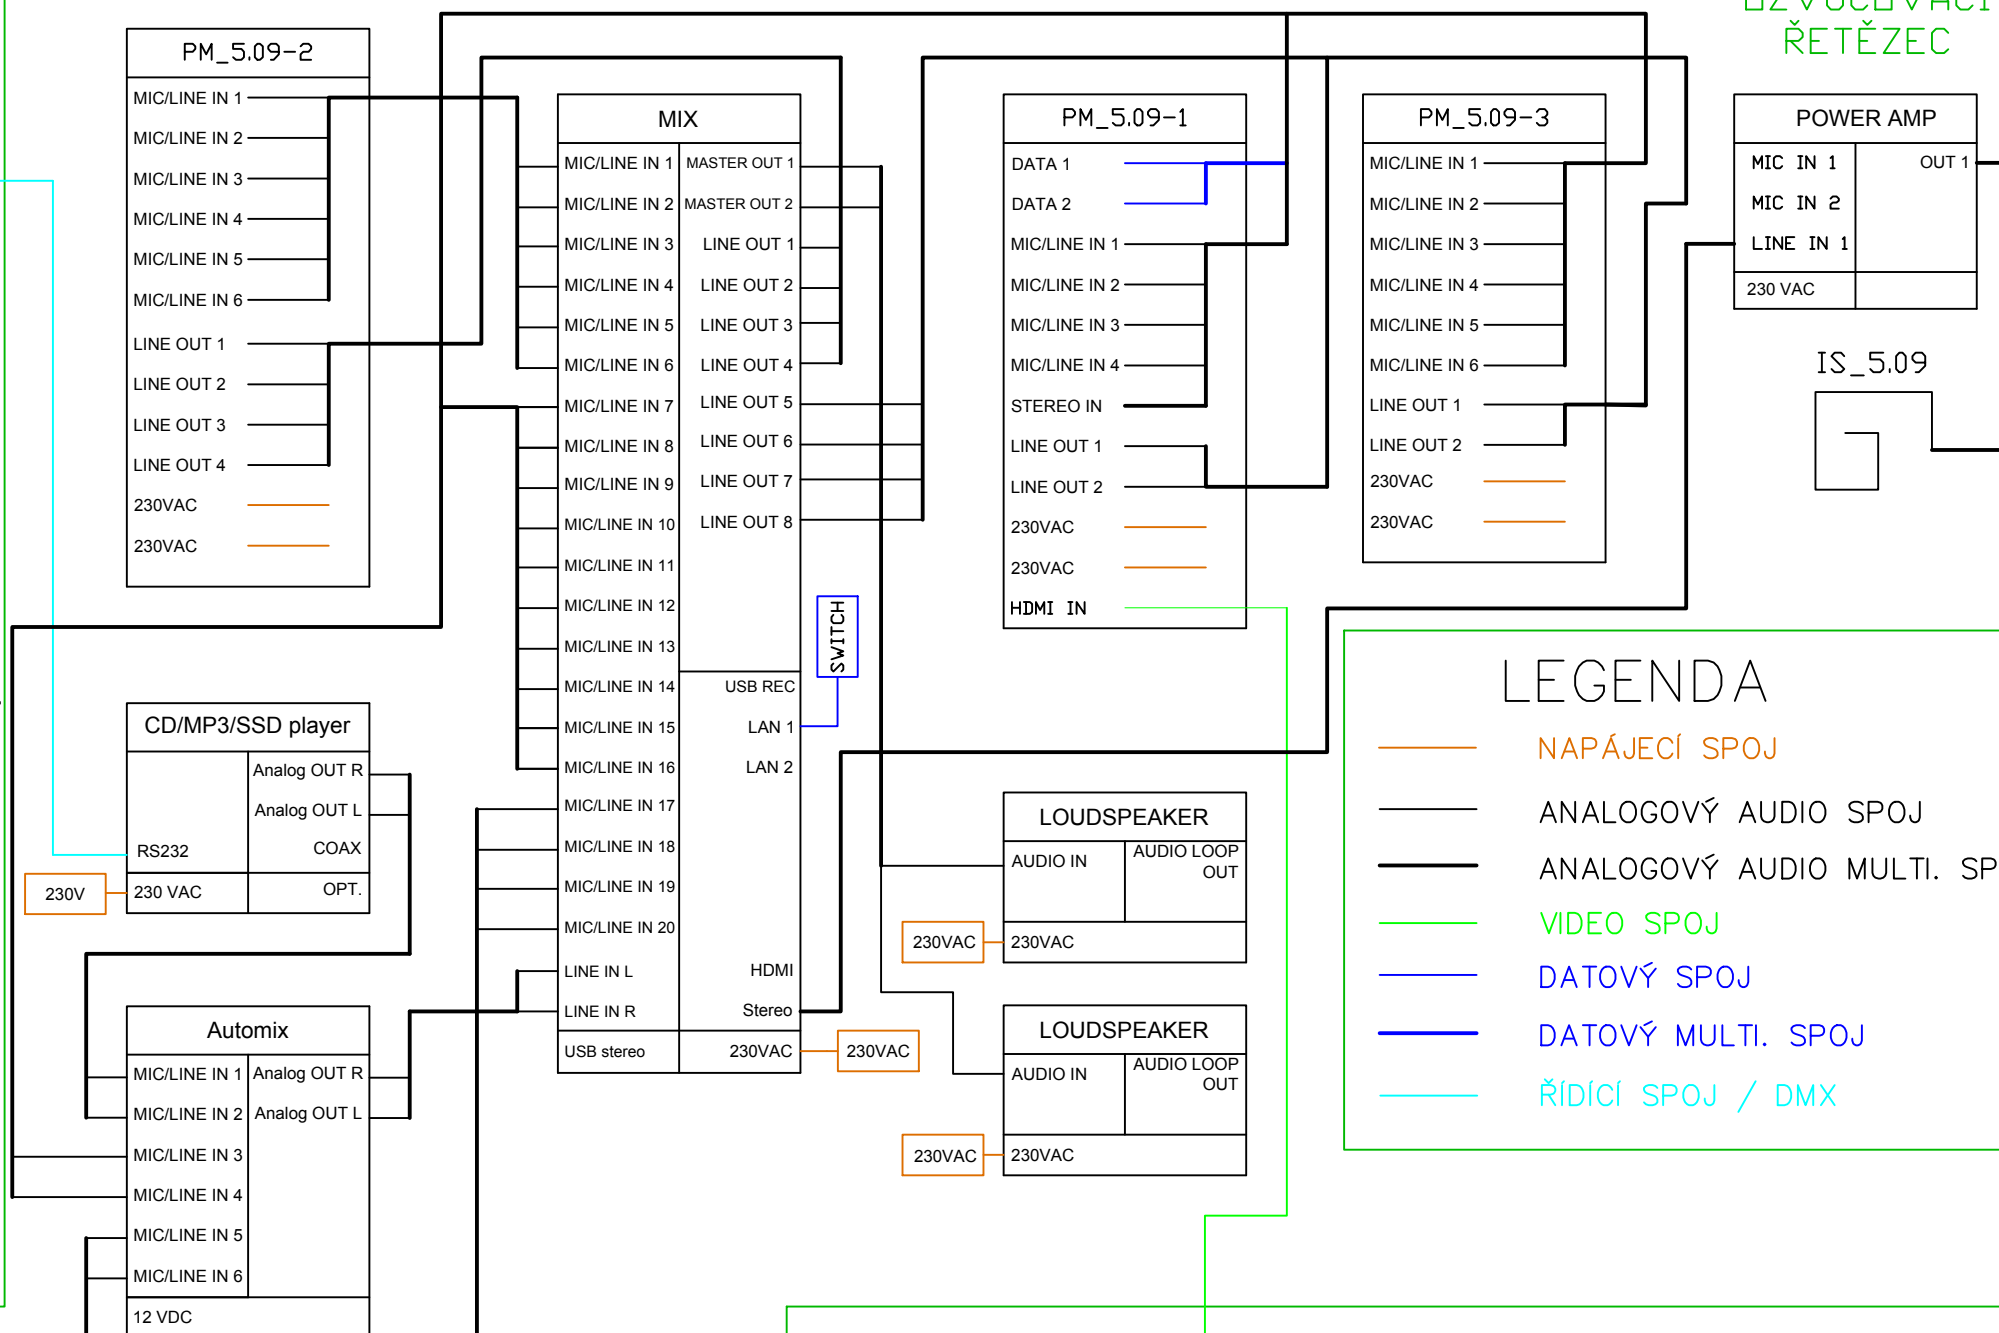 OZVUČOVACÍ
ŘETĚZEC
PM_5.09-2
MIC/LINE IN 1
MIC/LINE IN 2
MIC/LINE IN 3
MIC/LINE IN 4
MIC/LINE IN 5
MIC/LINE IN 6
LINE OUT 1
LINE OUT 2
LINE OUT 3
LINE OUT 4
230VAC
230VAC
MIX
MIC/LINE IN 1
MIC/LINE IN 2
MIC/LINE IN 3
MIC/LINE IN 4
MIC/LINE IN 5
MIC/LINE IN 6
MIC/LINE IN 7
MIC/LINE IN 8
MIC/LINE IN 9
MIC/LINE IN 10
MIC/LINE IN 11
MIC/LINE IN 12
MIC/LINE IN 13
MIC/LINE IN 14
MIC/LINE IN 15
MIC/LINE IN 16
MIC/LINE IN 17
MIC/LINE IN 18
MIC/LINE IN 19
MIC/LINE IN 20
LINE IN L
LINE IN R
USB stereo
MASTER OUT 1
MASTER OUT 2
LINE OUT 1
LINE OUT 2
LINE OUT 3
LINE OUT 4
LINE OUT 5
LINE OUT 6
LINE OUT 7
LINE OUT 8
USB REC
LAN 1
LAN 2
HDMI
Stereo
230VAC
230VAC
SWITCH
PM_5.09-1
DATA 1
DATA 2
MIC/LINE IN 1
MIC/LINE IN 2
MIC/LINE IN 3
MIC/LINE IN 4
STEREO IN
LINE OUT 1
LINE OUT 2
230VAC
230VAC
HDMI IN
PM_5.09-3
MIC/LINE IN 1
MIC/LINE IN 2
MIC/LINE IN 3
MIC/LINE IN 4
MIC/LINE IN 5
MIC/LINE IN 6
LINE OUT 1
LINE OUT 2
230VAC
230VAC
POWER AMP
MIC IN 1
MIC IN 2
LINE IN 1
OUT 1
230 VAC
IS_5.09
CD/MP3/SSD player
Analog OUT R
Analog OUT L
COAX
OPT.
RS232
230 VAC
230V
Automix
MIC/LINE IN 1
MIC/LINE IN 2
MIC/LINE IN 3
MIC/LINE IN 4
MIC/LINE IN 5
MIC/LINE IN 6
Analog OUT R
Analog OUT L
12 VDC
LOUDSPEAKER
AUDIO IN
AUDIO LOOP
OUT
230VAC
230VAC
LOUDSPEAKER
AUDIO IN
AUDIO LOOP
OUT
230VAC
230VAC
LEGENDA
NAPÁJECÍ SPOJ
ANALOGOVÝ AUDIO SPOJ
ANALOGOVÝ AUDIO MULTI. SP
VIDEO SPOJ
DATOVÝ SPOJ
DATOVÝ MULTI. SPOJ
ŘÍDÍCÍ SPOJ / DMX